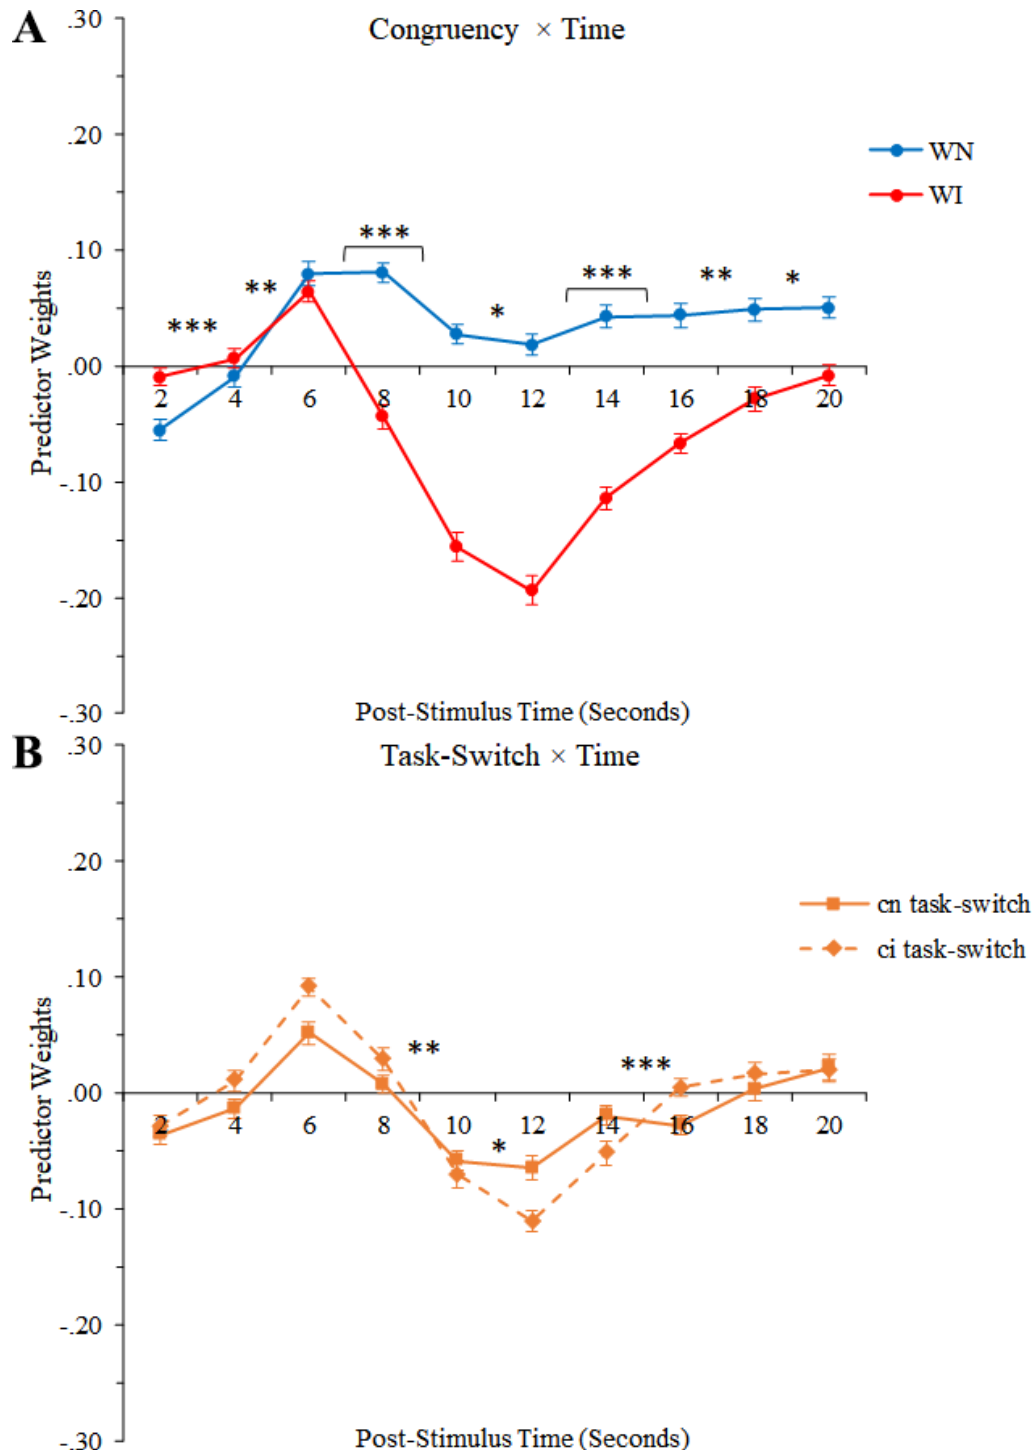 A
Congruency × Time
.30
.20
.10
.00
-.10
-.20
-.30
Predictor Weights
WN
WI
***
**
***
*
***
**
*
2 4 6 8 10 12 14 16 18 20
Post-Stimulus Time (Seconds)
B
Task-Switch × Time
.30
.20
.10
.00
-.10
-.20
-.30
Predictor Weights
cn task-switch
ci task-switch
**
***
*
2 4 6 8 10 12 14 16 18 20
Post-Stimulus Time (Seconds)